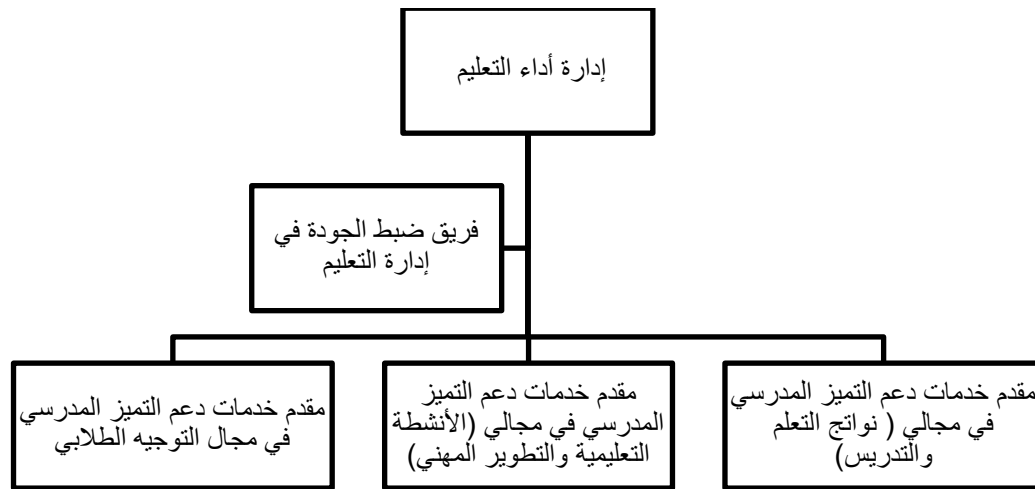 إدارة أداء التعليم
فريق ضبط الجودة في
إدارة التعليم
مقدم خدمات دعم التميز المدرسي
في مجالي ( نواتج التعلم
والتدريس)
مقدم خدمات دعم التميز
المدرسي في مجالي (الأنشطة
التعليمية والتطوير المهني)
مقدم خدمات دعم التميز المدرسي
في مجال التوجيه الطلابي